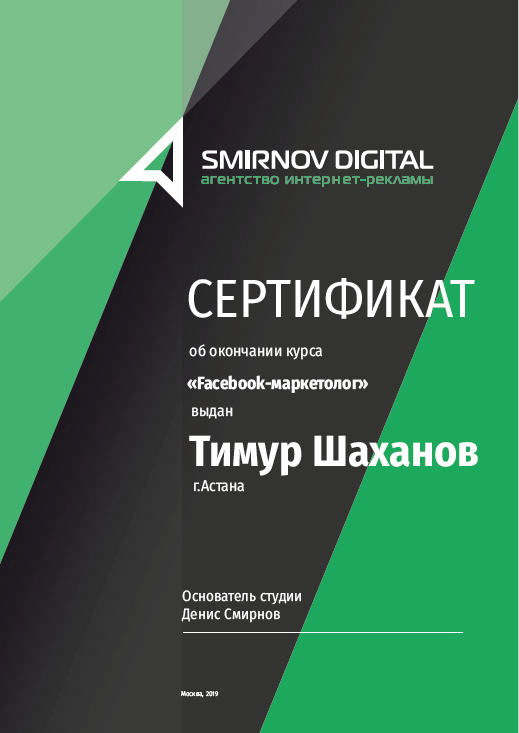 SMIRNOV DIGITAL
агентство интернет-рекламы
СЕРТИФИКАТ
об окончании курса
«Facebook-маркетолог»
выдан
Тимур Шаханов
г.Астана
Основатель студии
Денис Смирнов
Москва, 2019